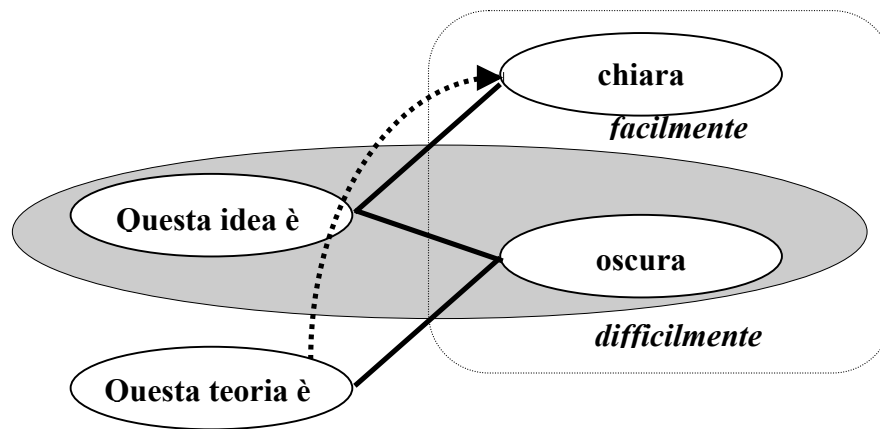 chiara
facilmente
Questa idea è
oscura
difficilmente
Questa teoria è